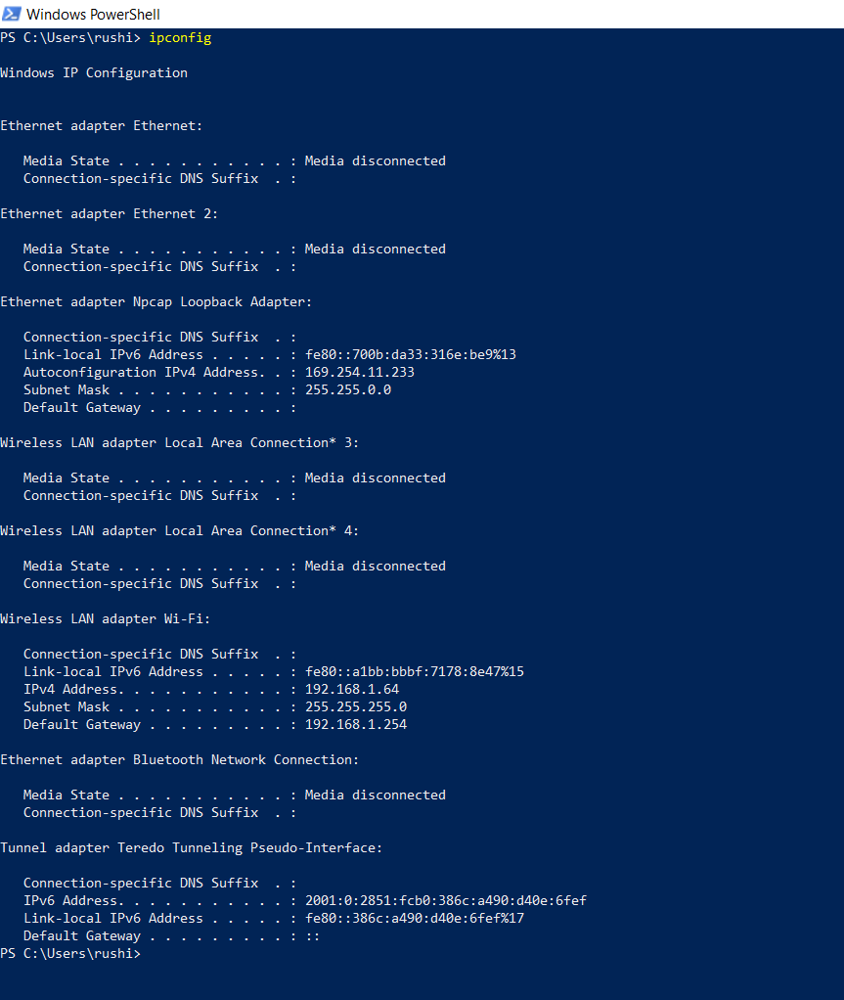 Windows PowerShell
PS C:\Users\rushi> ipconfig
Windows IP Configuration
Ethernet adapter Ethernet:
   Media State . . . . . . . . . . . : Media disconnected
   Connection-specific DNS Suffix  . :
Ethernet adapter Ethernet 2:
   Media State . . . . . . . . . . . : Media disconnected
   Connection-specific DNS Suffix  . :
Ethernet adapter Npcap Loopback Adapter:
   Connection-specific DNS Suffix  . :
   Link-local IPv6 Address . . . . . : fe80::700b:da33:316e:be9%13
   Autoconfiguration IPv4 Address. . : 169.254.11.233
   Subnet Mask . . . . . . . . . . . : 255.255.0.0
   Default Gateway . . . . . . . . . :
Wireless LAN adapter Local Area Connection* 3:
   Media State . . . . . . . . . . . : Media disconnected
   Connection-specific DNS Suffix  . :
Wireless LAN adapter Local Area Connection* 4:
   Media State . . . . . . . . . . . : Media disconnected
   Connection-specific DNS Suffix  . :
Wireless LAN adapter Wi-Fi:
   Connection-specific DNS Suffix  . :
   Link-local IPv6 Address . . . . . : fe80::a1bb:bbbf:7178:8e47%15
   IPv4 Address. . . . . . . . . . . : 192.168.1.64
   Subnet Mask . . . . . . . . . . . : 255.255.255.0
   Default Gateway . . . . . . . . . : 192.168.1.254
Ethernet adapter Bluetooth Network Connection:
   Media State . . . . . . . . . . . : Media disconnected
   Connection-specific DNS Suffix  . :
Tunnel adapter Teredo Tunneling Pseudo-Interface:
   Connection-specific DNS Suffix  . :
   IPv6 Address. . . . . . . . . . . : 2001:0:2851:fcb0:386c:a490:d40e:6fef
   Link-local IPv6 Address . . . . . : fe80::386c:a490:d40e:6fef%17
   Default Gateway . . . . . . . . . : ::
PS C:\Users\rushi>